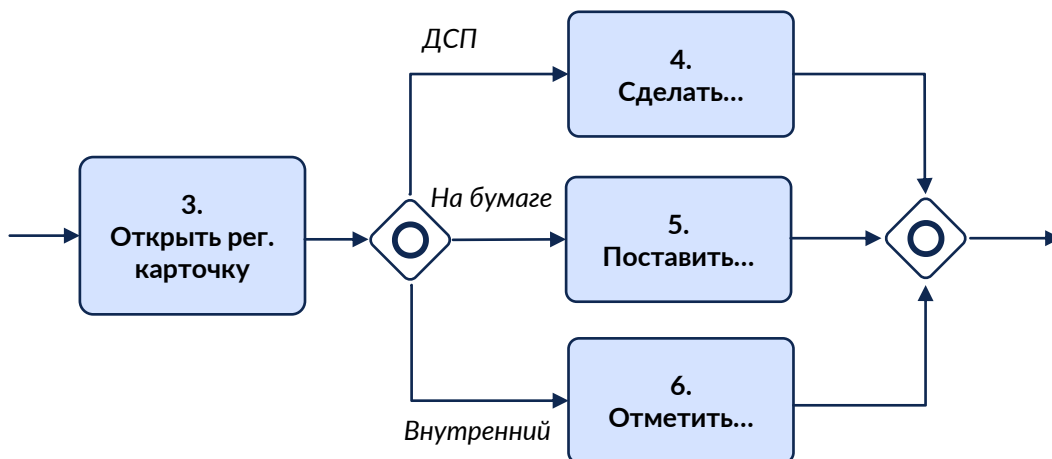 ДСП
4.
Сделать...
3.
Открыть рег.
карточку
На бумаге
5.
Поставить...
6.
Отметить...
Внутренний